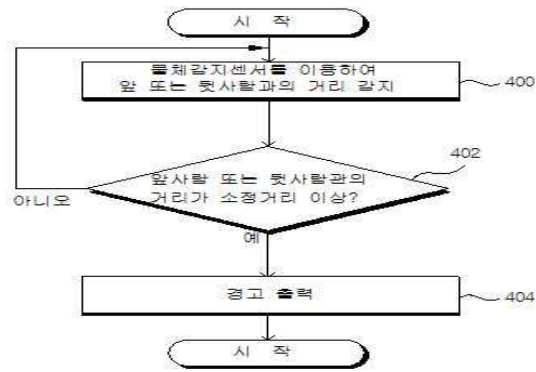 시 작
물체감지센서를 이용하여
앞 또는 뒷사람과의 거리 감지
400
402
앞사람 또는 뒷사람관의
거리가 소정거리 이상?
아니오
예
경고 출력
404
시 작